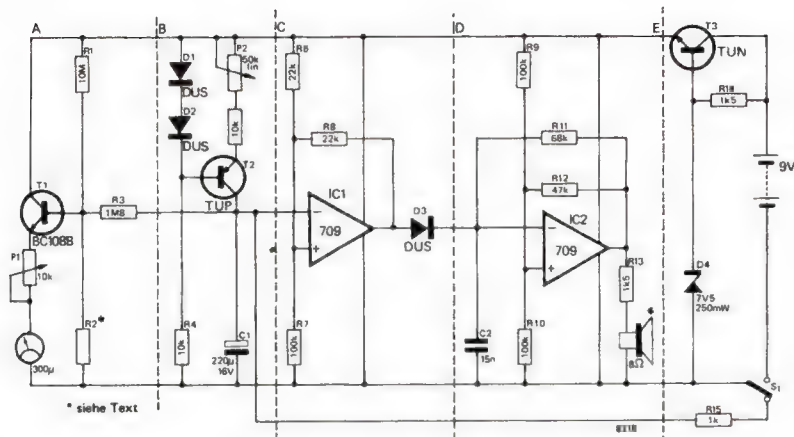 A
B
C
D
E
R1
10M
D1
DUS
D2
DUS
P2
50k
lin
10k
T2
TUP
R6
22k
R8
22k
IC1
709
D3
DUS
R9
100k
R11
68k
R12
47k
IC2
709
R13
1k5
8Ω
*
T3
TUN
R14
1k5
9V
D4
7V5
250mW
T1
BC108B
R3
1M8
P1
10k
R2 *
300µ
R4
10k
C1
220µ
16V
R7
100k
C2
15n
R10
100k
S1
R15
1k
* siehe Text